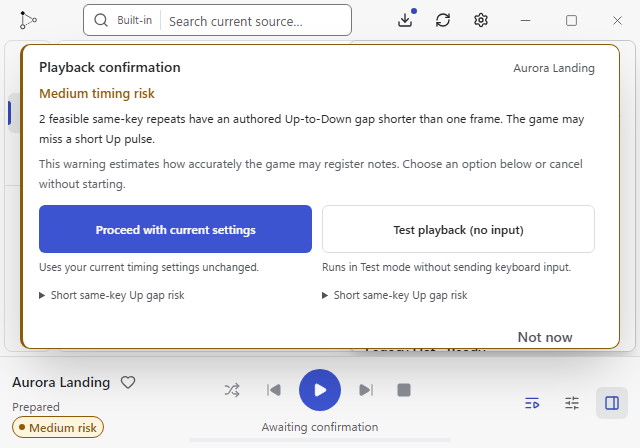 Built-in
Search current source...
Playback confirmation
Aurora Landing
Medium timing risk
2 feasible same-key repeats have an authored Up-to-Down gap shorter than one frame. The game may
miss a short Up pulse.
This warning estimates how accurately the game may register notes. Choose an option below or cancel
without starting.
Proceed with current settings
Test playback (no input)
Uses your current timing settings unchanged.
Runs in Test mode without sending keyboard input.
Short same-key Up gap risk
Short same-key Up gap risk
Not now
Aurora Landing
Prepared
Medium risk
Awaiting confirmation